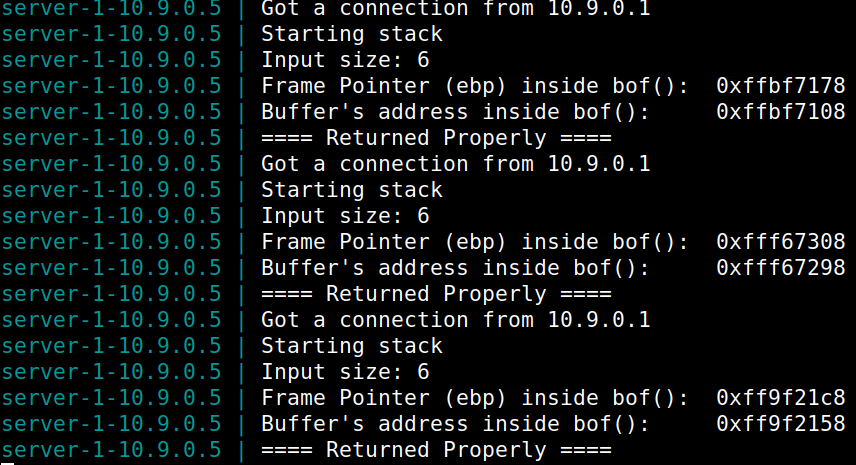 server-1-10.9.0.5 | Got a connection from 10.9.0.1
server-1-10.9.0.5 | Starting stack
server-1-10.9.0.5 | Input size: 6
server-1-10.9.0.5 | Frame Pointer (ebp) inside bof():  0xffbf7178
server-1-10.9.0.5 | Buffer's address inside bof():     0xffbf7108
server-1-10.9.0.5 | ==== Returned Properly ====
server-1-10.9.0.5 | Got a connection from 10.9.0.1
server-1-10.9.0.5 | Starting stack
server-1-10.9.0.5 | Input size: 6
server-1-10.9.0.5 | Frame Pointer (ebp) inside bof():  0xfff67308
server-1-10.9.0.5 | Buffer's address inside bof():     0xfff67298
server-1-10.9.0.5 | ==== Returned Properly ====
server-1-10.9.0.5 | Got a connection from 10.9.0.1
server-1-10.9.0.5 | Starting stack
server-1-10.9.0.5 | Input size: 6
server-1-10.9.0.5 | Frame Pointer (ebp) inside bof():  0xff9f21c8
server-1-10.9.0.5 | Buffer's address inside bof():     0xff9f2158
server-1-10.9.0.5 | ==== Returned Properly ====